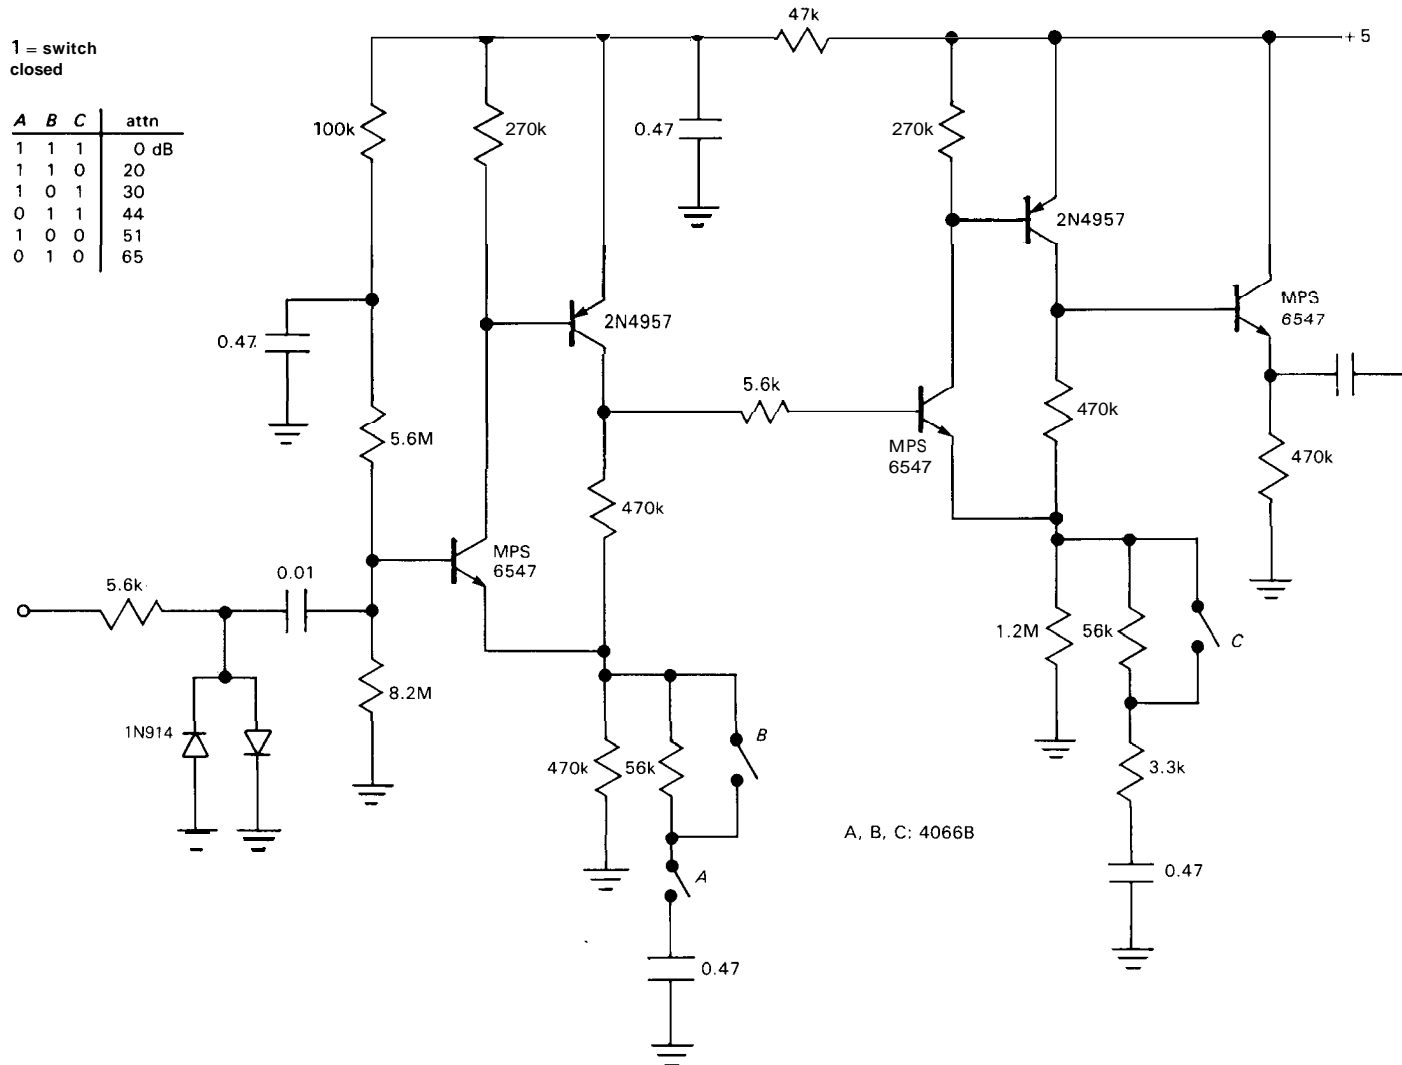 1 = switch
closed
A B C attn
1 1 1 0 dB
1 1 0 20
1 0 1 30
0 1 1 44
1 0 0 51
0 1 0 65
47k
+ 5
100k
270k
0.47
270k
2N4957
MPS
6547
0.47
2N4957
5.6k
470k
5.6M
MPS
6547
470k
470k
MPS
6547
0.01
5.6k
1.2M
56k
C
8.2M
1N914
B
470k
56k
3.3k
A, B, C: 4066B
A
0.47
0.47